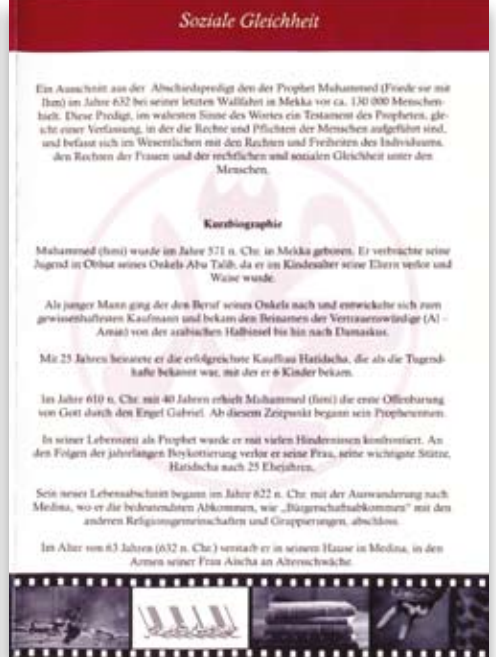 Soziale Gleichheit
Ein Ausschnitt aus der Abschiedspredigt den der Prophet Muhammed (Friede sie mit
Ihm) im Jahre 632 bei seiner letzten Wallfahrt in Mekka vor ca. 130 000 Menschen
hielt. Diese Predigt, im wahrsten Sinne des Wortes ein Testament des Propheten, gle-
icht einer Verfassung, in der die Rechte und Pflichten der Menschen aufgeführt sind,
und befasst sich im Wesentlichen mit den Rechten und Freiheiten des Individuums,
den Rechten der Frauen und der rechtlichen und sozialen Gleichheit unter den
Menschen.
Kurzbiographie
Muhammed (fsmi) wurde im Jahre 571 n. Chr. in Mekka geboren. Er verbrachte seine
Jugend in Obhut seines Onkels Abu Talib, da er im Kindesalter seine Eltern verlor und
Waise wurde.
Als junger Mann ging der den Beruf seines Onkels nach und entwickelte sich zum
gewissenhaftesten Kaufmann und bekam den Beinamen der Vertrauenswürdige (Al -
Amin) von der arabischen Halbinsel bis hin nach Damaskus.
Mit 25 Jahren heiratete er die erfolgreichste Kauffrau Hatidscha, die als die Tugend-
hafte bekannt war, mit der er 6 Kinder bekam.
Im Jahre 610 n. Chr. mit 40 Jahren erhielt Muhammed (fsmi) die erste Offenbarung
von Gott durch den Engel Gabriel. Ab diesem Zeitpunkt begann sein Prophetentum.
In seiner Lebenszeit als Prophet wurde er mit vielen Hindernissen konfrontiert. An
den Folgen der jahrelangen Boykottierung verlor er seine Frau, seine wichtigste Stütze,
Hatidscha nach 25 Ehejahren.
Sein neuer Lebensabschnitt begann im Jahre 622 n. Chr. mit der Auswanderung nach
Medina, wo er die bedeutendsten Abkommen, wie „Bürgerschaftsabkommen" mit den
anderen Religionsgemeinschaften und Gruppierungen, abschloss.
Im Alter von 63 Jahren (632 n. Chr.) verstarb er in seinem Hause in Medina, in den
Armen seiner Frau Aischa an Altersschwäche.